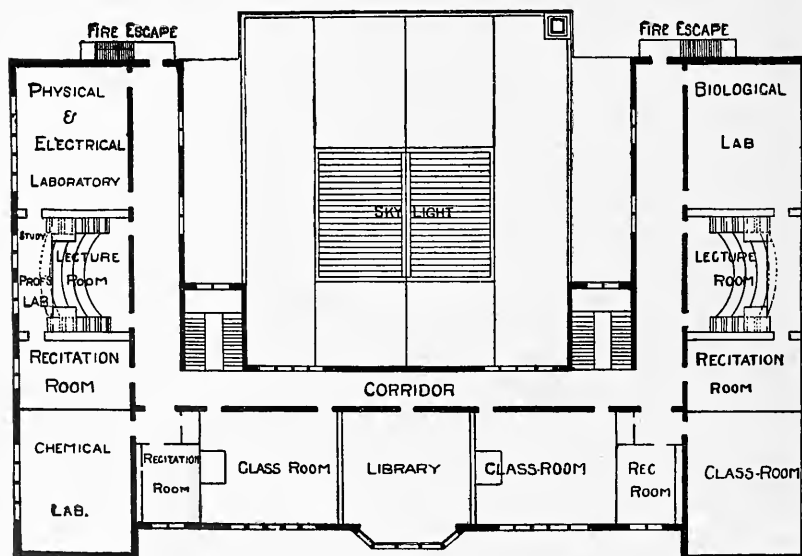 FIRE ESCAPE
FIRE ESCAPE
PHYSICAL
&
ELECTRICAL
LABORATORY
BIOLOGICAL
LAB
SKY LIGHT
STUDY
LECTURE
ROOM
PROF'S
LAB
LECTURE
ROOM
RECITATION
ROOM
RECITATION
ROOM
CORRIDOR
CHEMICAL
LAB.
RECITATION
ROOM
CLASS ROOM
LIBRARY
CLASS-ROOM
REC
ROOM
CLASS-ROOM